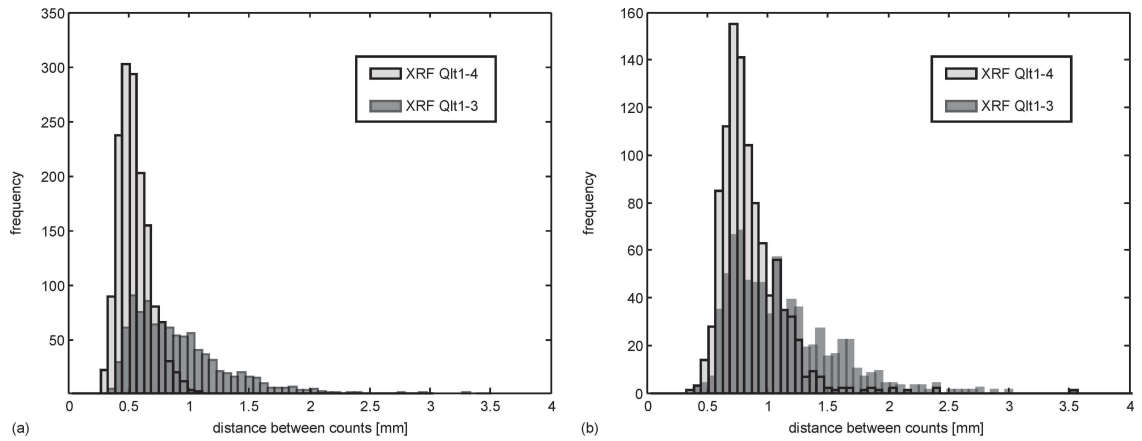 350
300
250
200
150
100
50
frequency
XRF Qlt1-4
XRF Qlt1-3
0 0.5 1 1.5 2 2.5 3 3.5 4
(a) distance between counts [mm]
160
140
120
100
80
60
40
20
0
frequency
XRF Qlt1-4
XRF Qlt1-3
0 0.5 1 1.5 2 2.5 3 3.5 4
(b) distance between counts [mm]